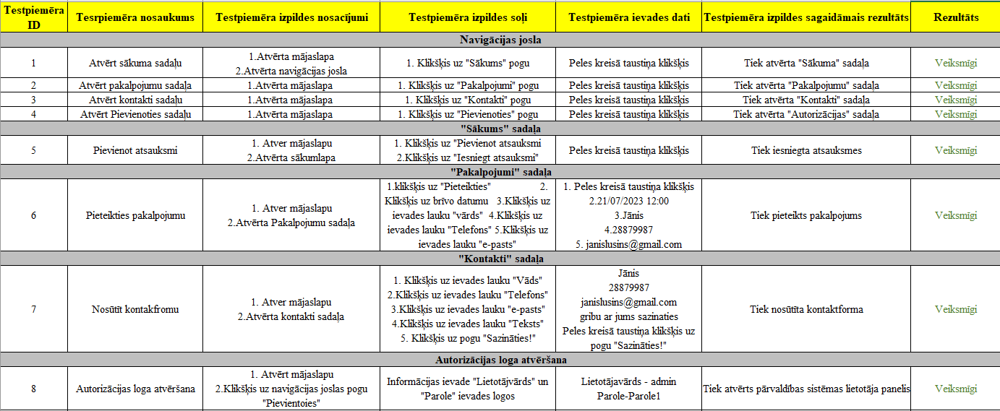 Testpiemēra ID
Tesrpiemēra nosaukums
Testpiemēra izpildes nosacījumi
Testpiemēra izpildes soļi
Testpiemēra ievades dati
Testpiemēra izpildes sagaidāmais rezultāts
Rezultāts
Navigācijas josla
1
Atvērt sākuma sadaļu
1.Atvērta mājaslapa
2.Atvērta navigācijas josla
1. Klikšķis uz "Sākums" pogu
Peles kreisā taustiņa klikšķis
Tiek atvērta "Sākuma" sadaļa
Veiksmīgi
2
Atvērt pakalpojumu sadaļa
1.Atvērta mājaslapa
1. Klikšķis uz "Pakalpojumi" pogu
Peles kreisā taustiņa klikšķis
Tiek atvērta "Pakalpojumu" sadaļa
Veiksmīgi
3
Atvērt kontakti sadaļu
1.Atvērta mājaslapa
1. Klikšķis uz "Kontakti" pogu
Peles kreisā taustiņa klikšķis
Tiek atvērta "Kontakti" sadaļa
Veiksmīgi
4
Atvērt Pievienoties sadaļu
1.Atvērta mājaslapa
1. Klikšķis uz "Pievienoties" pogu
Peles kreisā taustiņa klikšķis
Tiek atvērta "Autorizācijas" sadaļa
Veiksmīgi
"Sākums" sadaļa
5
Pievienot atsauksmi
1. Atver mājaslapu
2.Atvērta sākumlapa
1. Klikšķis uz "Pievienot atsauksmi
2.Klikšķis uz "Iesniegt atsauksmi"
Peles kreisā taustiņa klikšķis
Tiek iesniegta atsauksmes
Veiksmīgi
"Pakalpojumi" sadaļa
6
Pieteikties pakalpojumu
1. Atver mājaslapu
2.Atvērta Pakalpojumu sadaļa
1.klikšķis uz "Pieteikties" 2.
Klikšķis uz brīvo datumu 3.Klikšķis uz
ievades lauku "vārds" 4.Klikšķis uz
ievades lauku "Telefons" 5.Klikšķis uz
ievades lauku "e-pasts"
1. Peles kreisā taustiņa klikšķis
2.21/07/2023 12:00
3.Jānis
4.28879987
5. janislusins@gmail.com
Tiek pieteikts pakalpojums
Veiksmīgi
"Kontakti" sadaļa
7
Nosūtīt kontakfromu
1. Atver mājaslapu
2.Atvērta kontakti sadaļa
1. Klikšķis uz ievades lauku "Vāds"
2.Klikšķis uz ievades lauku "Telefons"
3.Klikšķis uz ievades lauku "e-pasts"
4.Klikšķis uz ievades lauku "Teksts"
5. Klikšķis uz pogu "Sazināties!"
Jānis
28879987
janislusins@gmail.com
gribu ar jums sazinaties
Peles kreisā taustiņa klikšķis uz
pogu "Sazināties!"
Tiek nosūtīta kontaktforma
Veiksmīgi
Autorizācijas loga atvēršana
8
Autorizācijas loga atvēršana
1. Atvērt mājaslapu
2.Klikšķis uz navigācijas joslas pogu
"Pievientoies"
Informācijas ievade "Lietotājvārds" un
"Parole" ievades logos
Lietotājavārds - admin
Parole-Parole1
Tiek atvērts pārvaldības sistēmas lietotāja panelis
Veiksmīgi